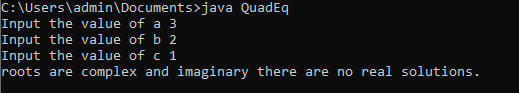 C:\Users\admin\Documents>java QuadEq
Input the value of a 3
Input the value of b 2
Input the value of c 1
roots are complex and imaginary there are no real solutions.